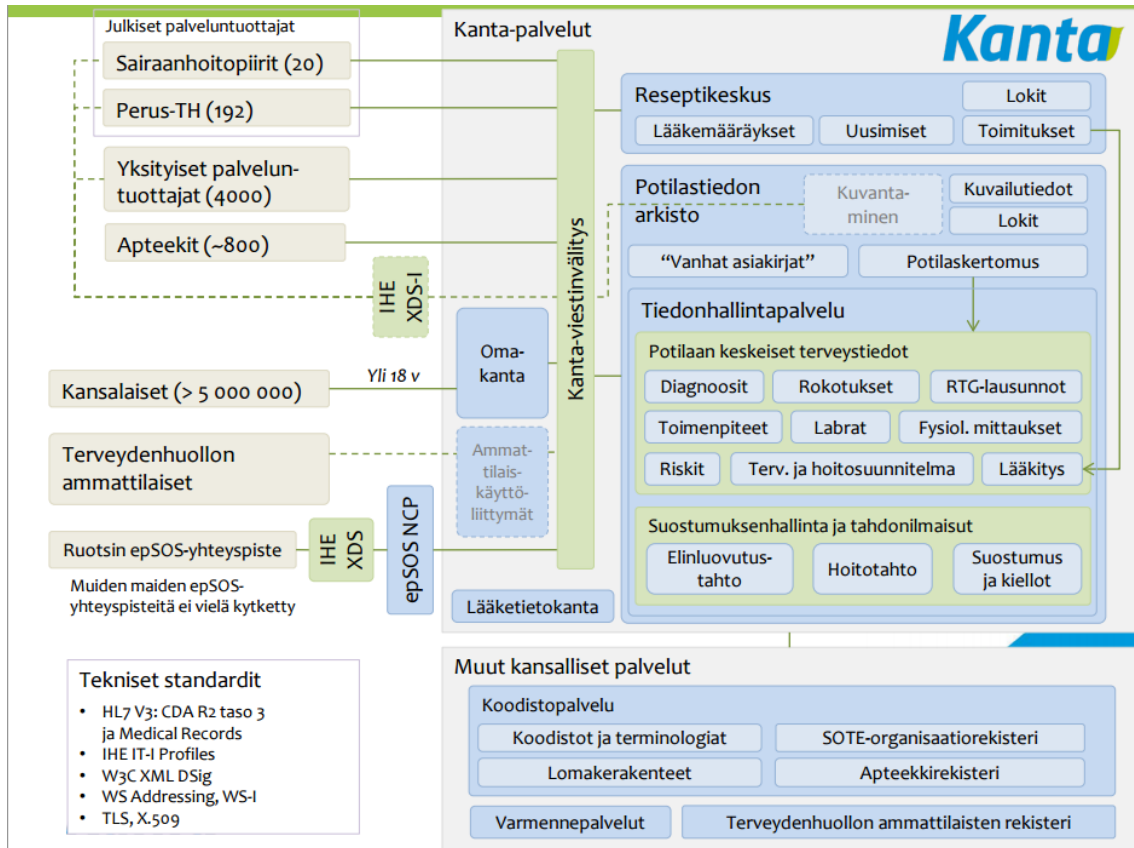 Julkiset palveluntuottajat
Sairaanhoitopiirit (20)
Perus-TH (192)
Yksityiset palvelun-
tuottajat (4000)
Apteekit (~800)
IHE
XDS-I
Kansalaiset (> 5 000 000)
Yli 18 v
Terveydenhuollon
ammattilaiset
Ruotsin epSOS-yhteyspiste
Muiden maiden epSOS-
yhteyspisteitä ei vielä kytketty
IHE
XDS
epSOS NCP
Tekniset standardit
• HL7 V3: CDA R2 taso 3
ja Medical Records
• IHE IT-I Profiles
• W3C XML DSig
• WS Addressing, WS-I
• TLS, X.509
Kanta-palvelut
Kanta
Oma-
kanta
Ammat-
tilais-
käyttö-
liittymät
Kanta-viestinvälitys
Lääketietokanta
Reseptikeskus
Lokit
Lääkemääräykset
Uusimiset
Toimitukset
Potilastiedon
arkisto
Kuvanta-
minen
Kuvailutiedot
Lokit
“Vanhat asiakirjat”
Potilaskertomus
Tiedonhallintapalvelu
Potilaan keskeiset terveystiedot
Diagnoosit
Rokotukset
RTG-lausunnot
Toimenpiteet
Labrat
Fysiol. mittaukset
Riskit
Terv. ja hoitosuunnitelma
Lääkitys
Suostumuksenhallinta ja tahdonilmaisut
Elinluovutus-
tahto
Hoitotahto
Suostumus
ja kiellot
Muut kansalliset palvelut
Koodistopalvelu
Koodistot ja terminologiat
SOTE-organisaatiorekisteri
Lomakerakenteet
Apteekkirekisteri
Varmennepalvelut
Terveydenhuollon ammattilaisten rekisteri